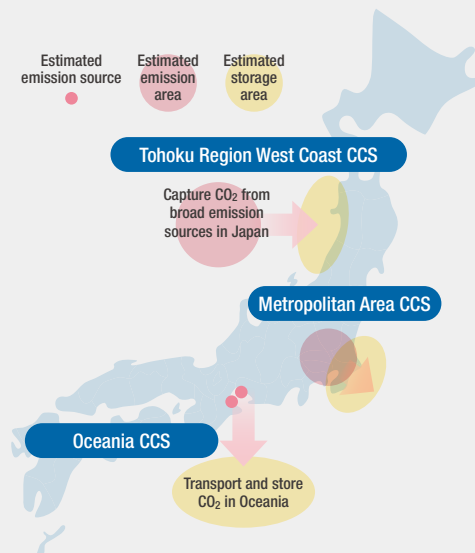 Estimated
emission source
Estimated
emission
area
Estimated
storage
area
Tohoku Region West Coast CCS
Capture CO₂ from
broad emission
sources in Japan
Metropolitan Area CCS
Oceania CCS
Transport and store
CO₂ in Oceania